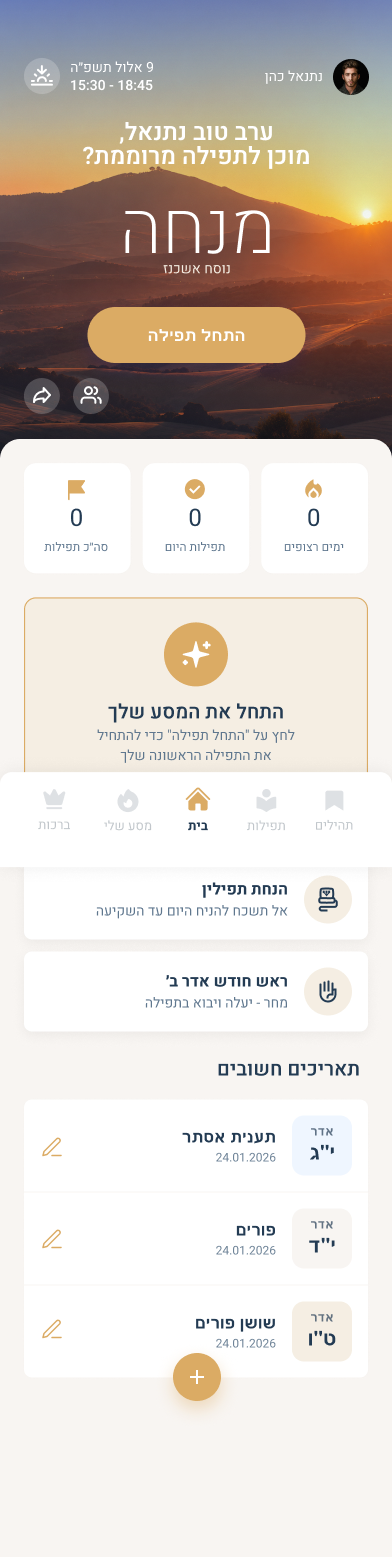 נתנאל כהן
9 אלול תשפ"ה
15:30 - 18:45
ערב טוב נתנאל,
מוכן לתפילה מרוממת?
מנחה
נוסח אשכנז
התחל תפילה
0
ימים רצופים
0
תפילות היום
0
סה"כ תפילות
התחל את המסע שלך
לחץ על "התחל תפילה" כדי להתחיל
את התפילה הראשונה שלך
תהילים
תפילות
בית
מסע שלי
ברכות
הנחת תפילין
אל תשכח להניח היום עד השקיעה
ראש חודש אדר ב'
מחר - יעלה ויבוא בתפילה
תאריכים חשובים
אדר
י"ג
תענית אסתר
24.01.2026
אדר
י"ד
פורים
24.01.2026
אדר
ט"ו
שושן פורים
24.01.2026